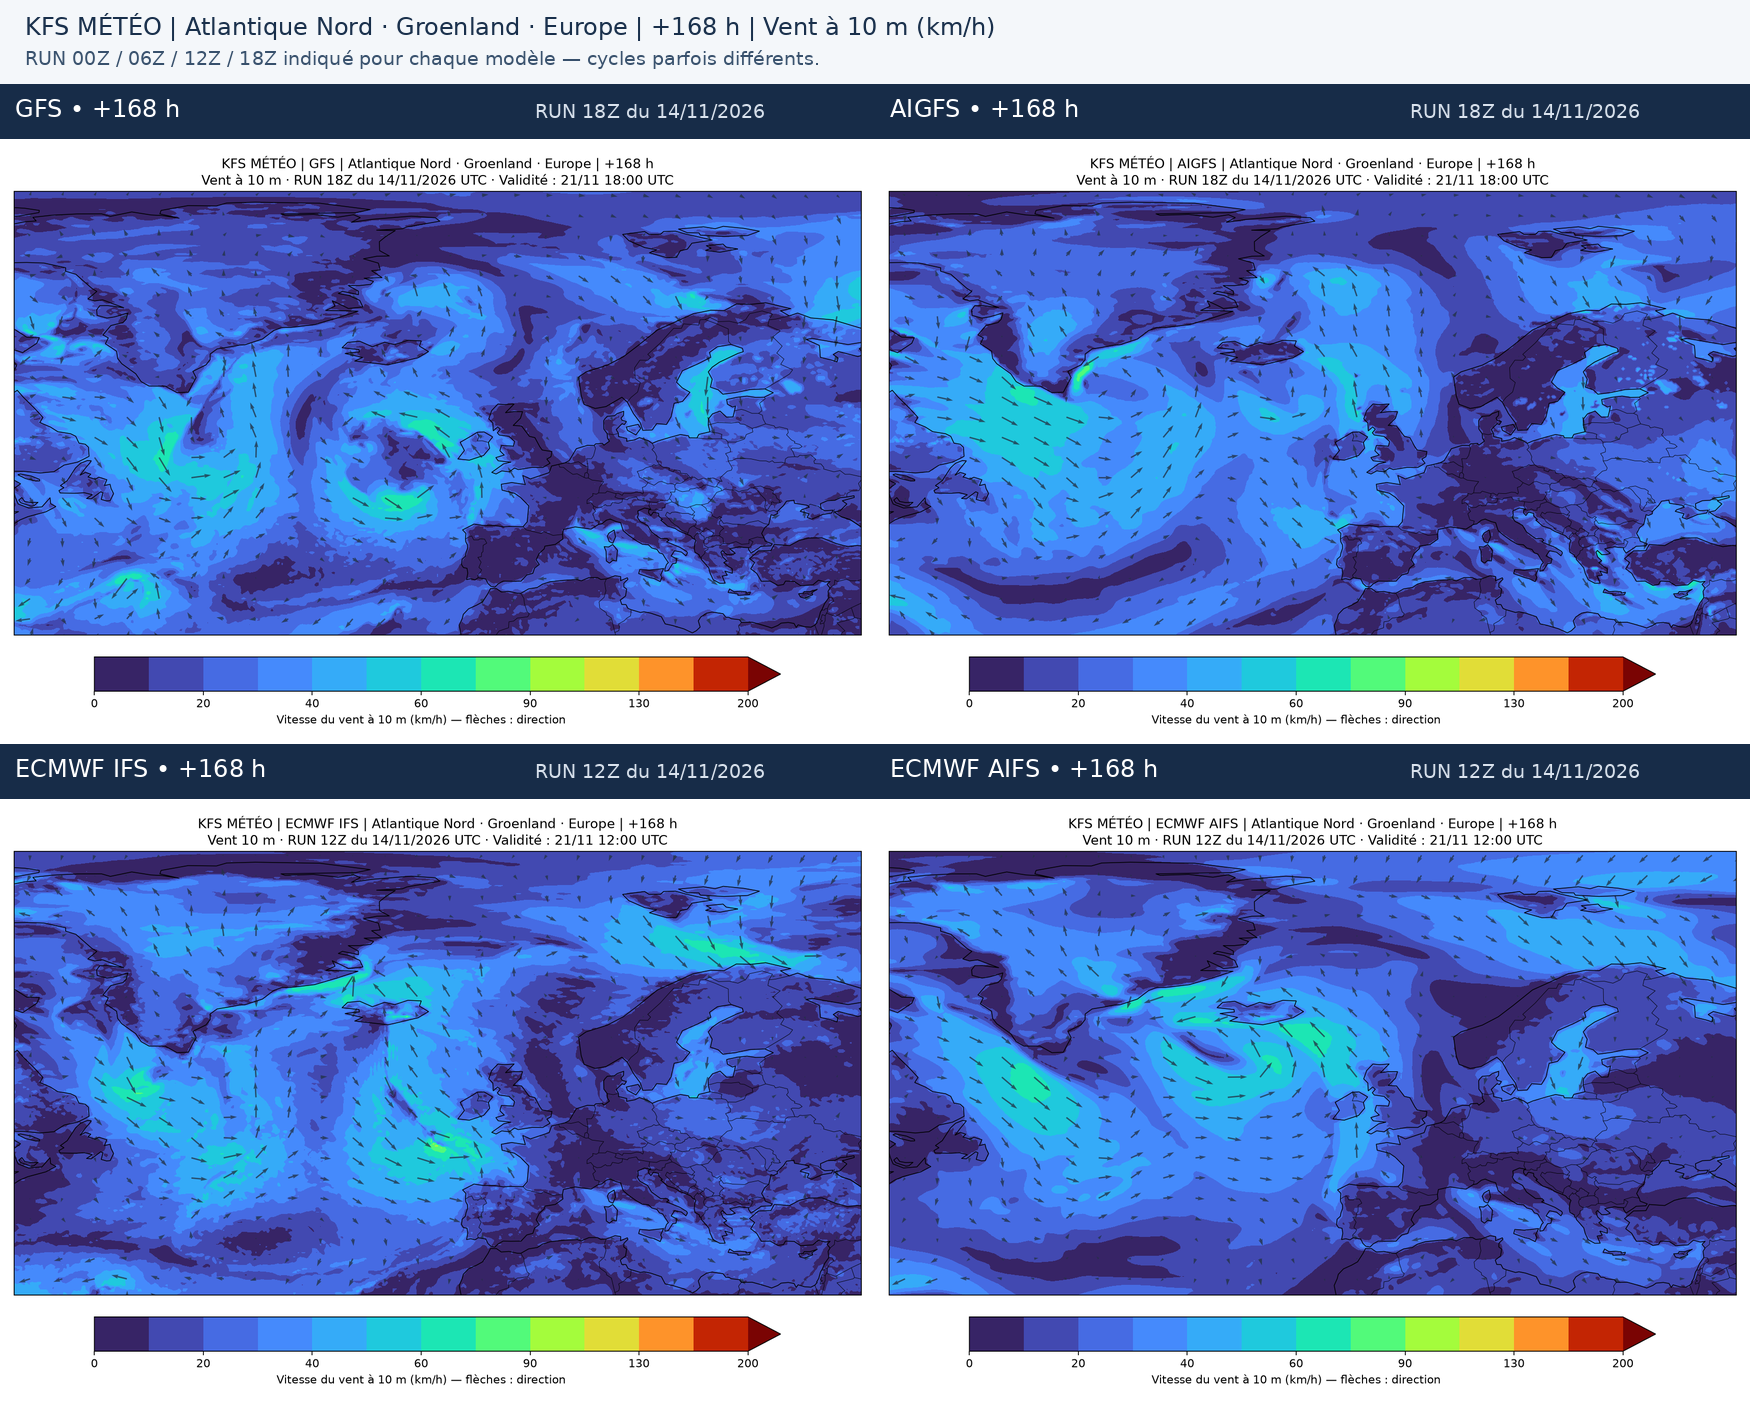 KFS MÉTÉO | Atlantique Nord · Groenland · Europe | +168 h | Vent à 10 m (km/h)
RUN 00Z / 06Z / 12Z / 18Z indiqué pour chaque modèle — cycles parfois différents.
GFS • +168 h
RUN 18Z du 14/11/2026
AIGFS • +168 h
RUN 18Z du 14/11/2026
KFS MÉTÉO | GFS | Atlantique Nord · Groenland · Europe | +168 h
Vent à 10 m · RUN 18Z du 14/11/2026 UTC · Validité : 21/11 18:00 UTC
KFS MÉTÉO | AIGFS | Atlantique Nord · Groenland · Europe | +168 h
Vent à 10 m · RUN 18Z du 14/11/2026 UTC · Validité : 21/11 18:00 UTC
0 20 40 60 90 130 200
Vitesse du vent à 10 m (km/h) — flèches : direction
0 20 40 60 90 130 200
Vitesse du vent à 10 m (km/h) — flèches : direction
ECMWF IFS • +168 h
RUN 12Z du 14/11/2026
ECMWF AIFS • +168 h
RUN 12Z du 14/11/2026
KFS MÉTÉO | ECMWF IFS | Atlantique Nord · Groenland · Europe | +168 h
Vent 10 m · RUN 12Z du 14/11/2026 UTC · Validité : 21/11 12:00 UTC
KFS MÉTÉO | ECMWF AIFS | Atlantique Nord · Groenland · Europe | +168 h
Vent 10 m · RUN 12Z du 14/11/2026 UTC · Validité : 21/11 12:00 UTC
0 20 40 60 90 130 200
Vitesse du vent à 10 m (km/h) — flèches : direction
0 20 40 60 90 130 200
Vitesse du vent à 10 m (km/h) — flèches : direction